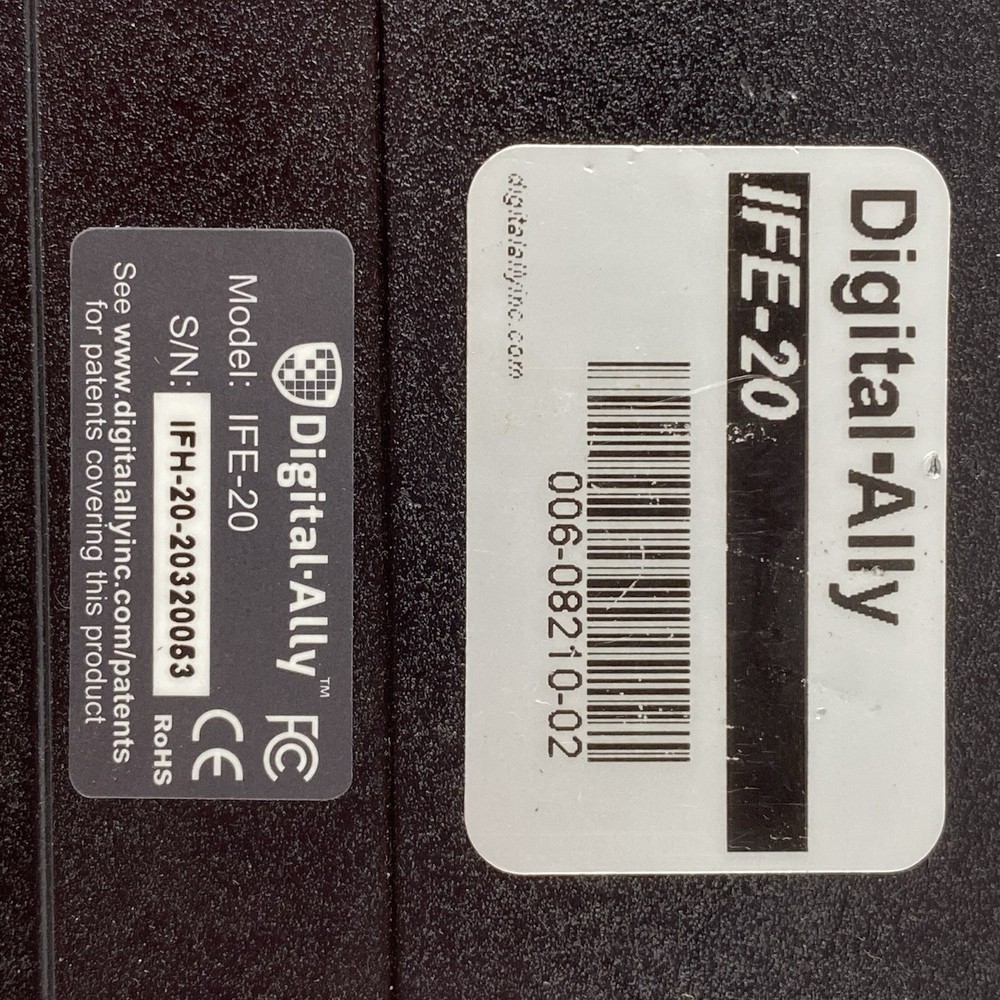 Digital·Ally
IFE-20
006-08210-02
digitalallyinc.com
Digital·Ally™
FC
Model: IFE-20
CE
S/N: IFH-20-20320063
RoHS
See www.digitalallyinc.com/patents
for patents covering this product